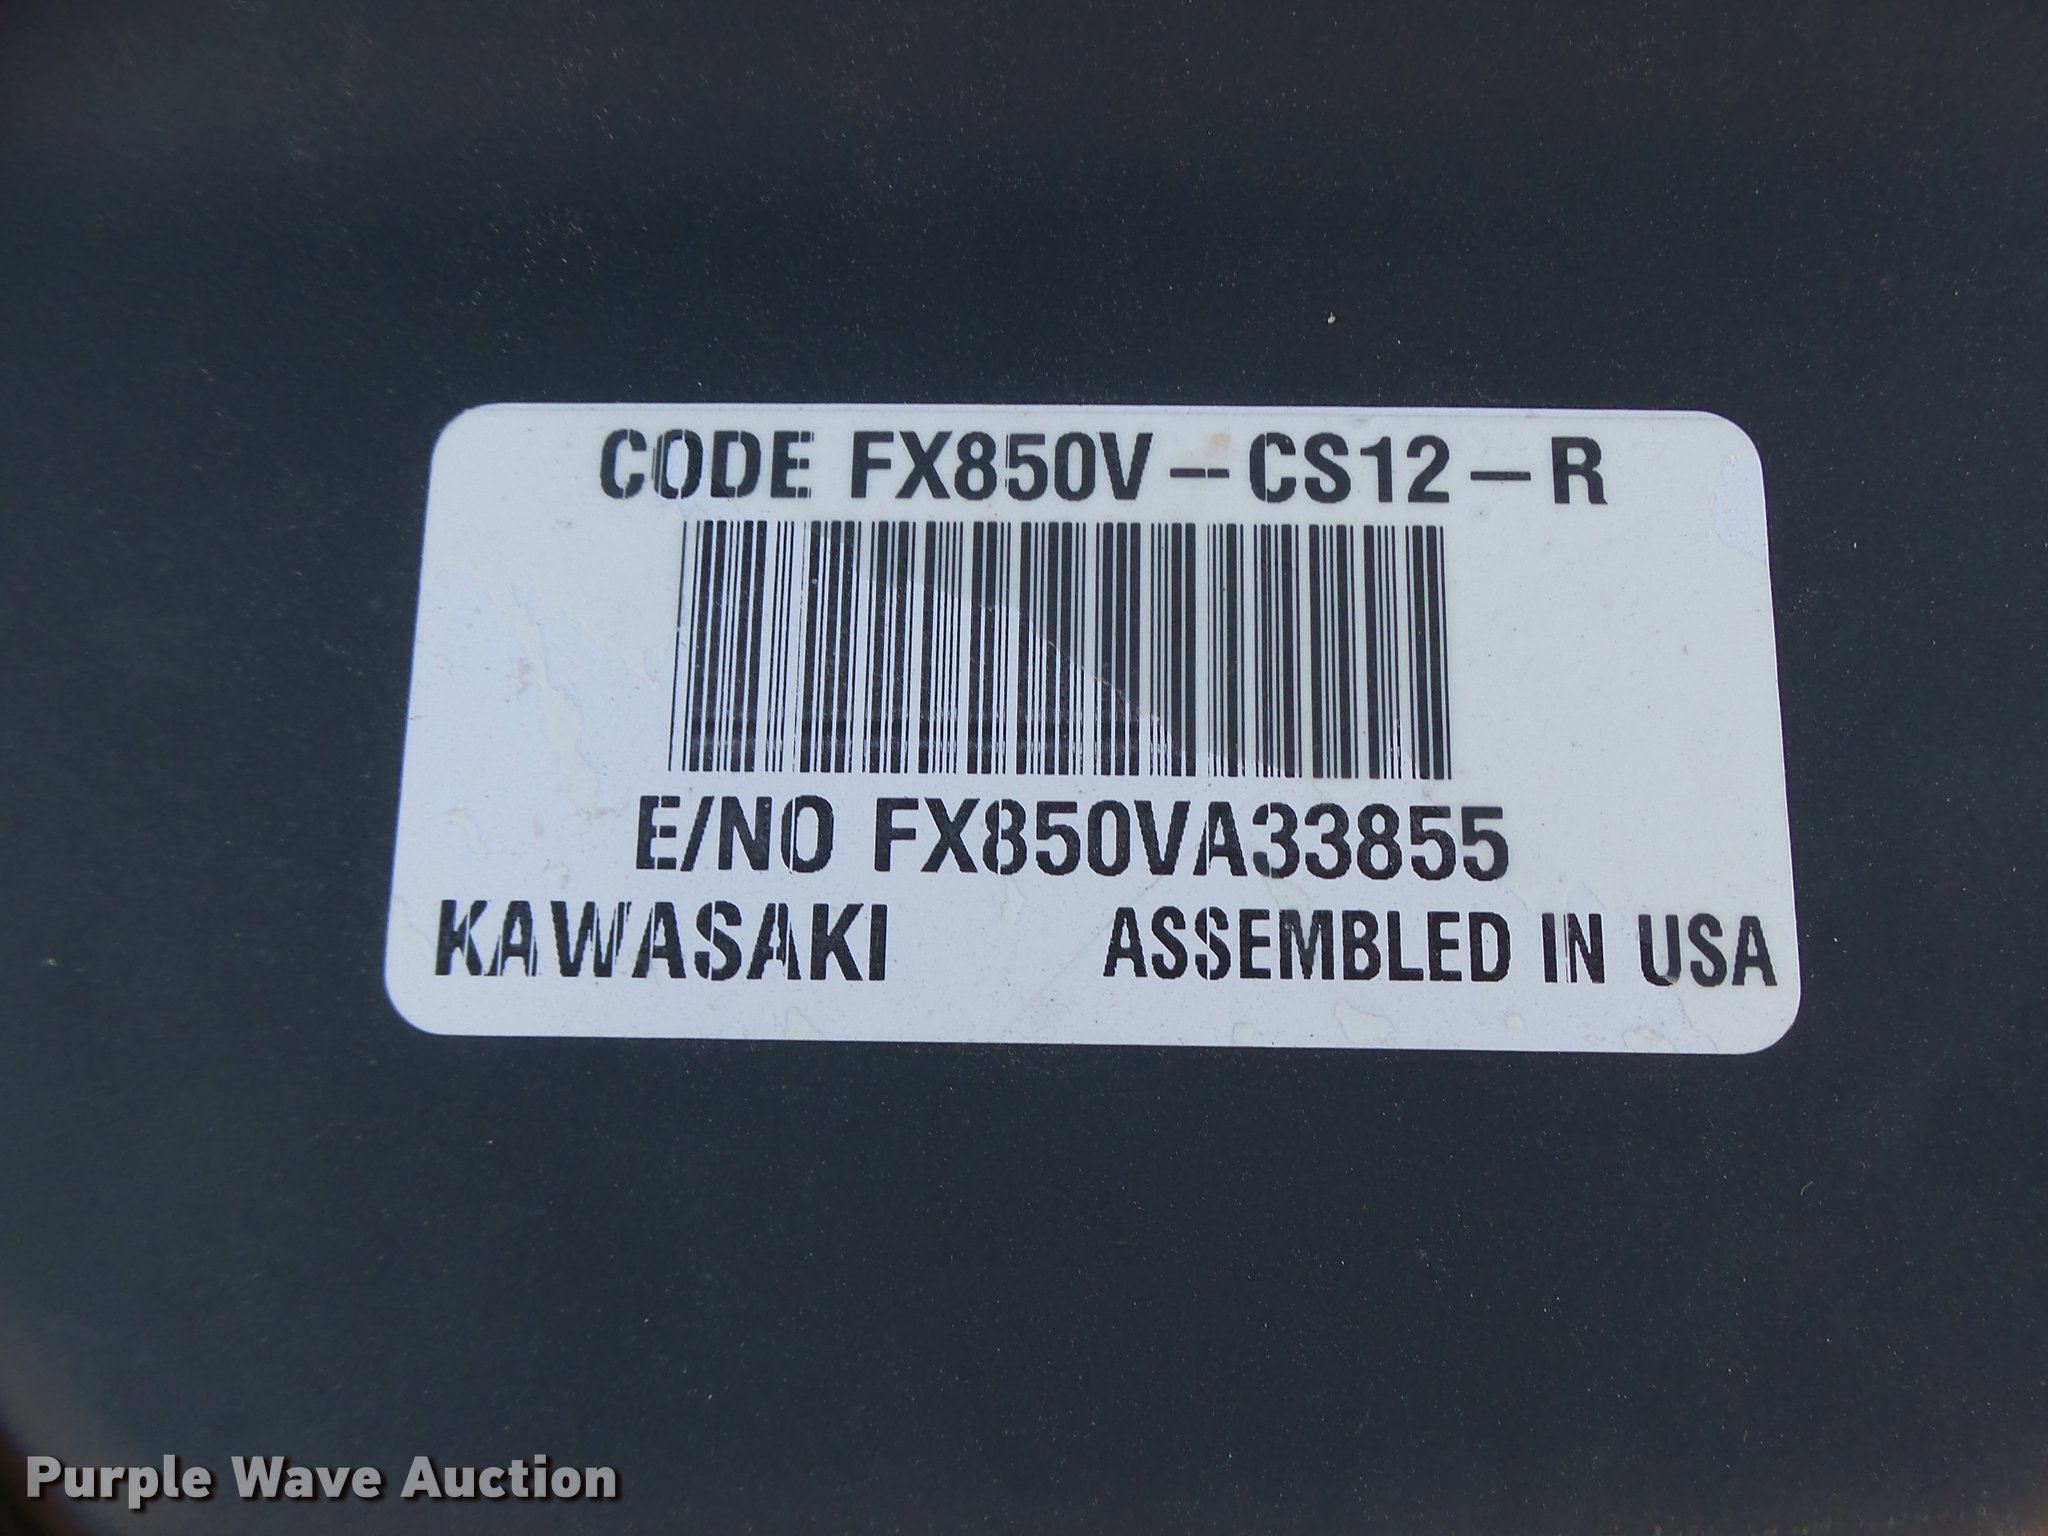 CODE FX850V-CS12-R
E/NO FX850VA33855
KAWASAKI ASSEMBLED IN USA
Purple Wave Auction